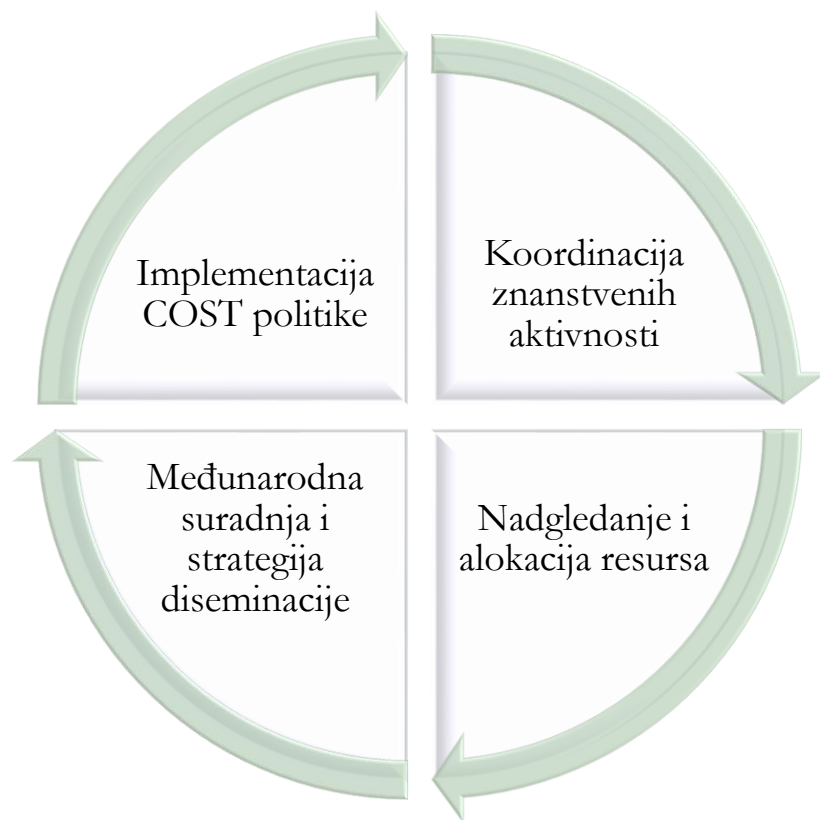 Implementacija
COST politike
Koordinacija
znanstvenih
aktivnosti
Međunarodna
suradnja i
strategija
diseminacije
Nadgledanje i
alokacija resursa